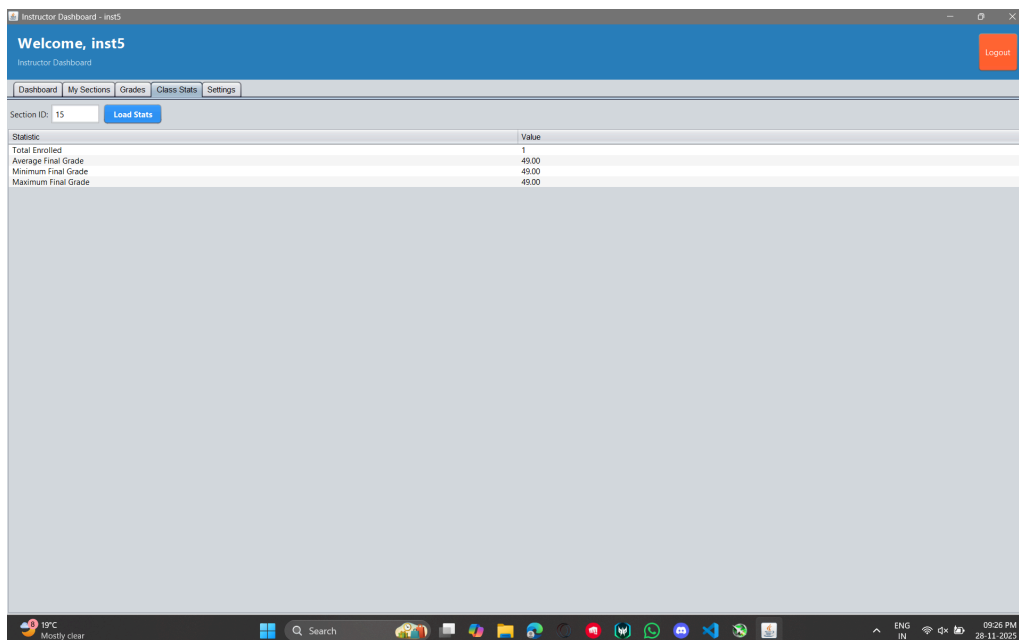 Instructor Dashboard - inst5
Welcome, inst5
Instructor Dashboard
Logout
Dashboard My Sections Grades Class Stats Settings
Section ID: 15 Load Stats
Statistic Value
Total Enrolled 1
Average Final Grade 49.00
Minimum Final Grade 49.00
Maximum Final Grade 49.00
8 19°C
Mostly clear
Search
ENG
IN
09:26 PM
28-11-2025